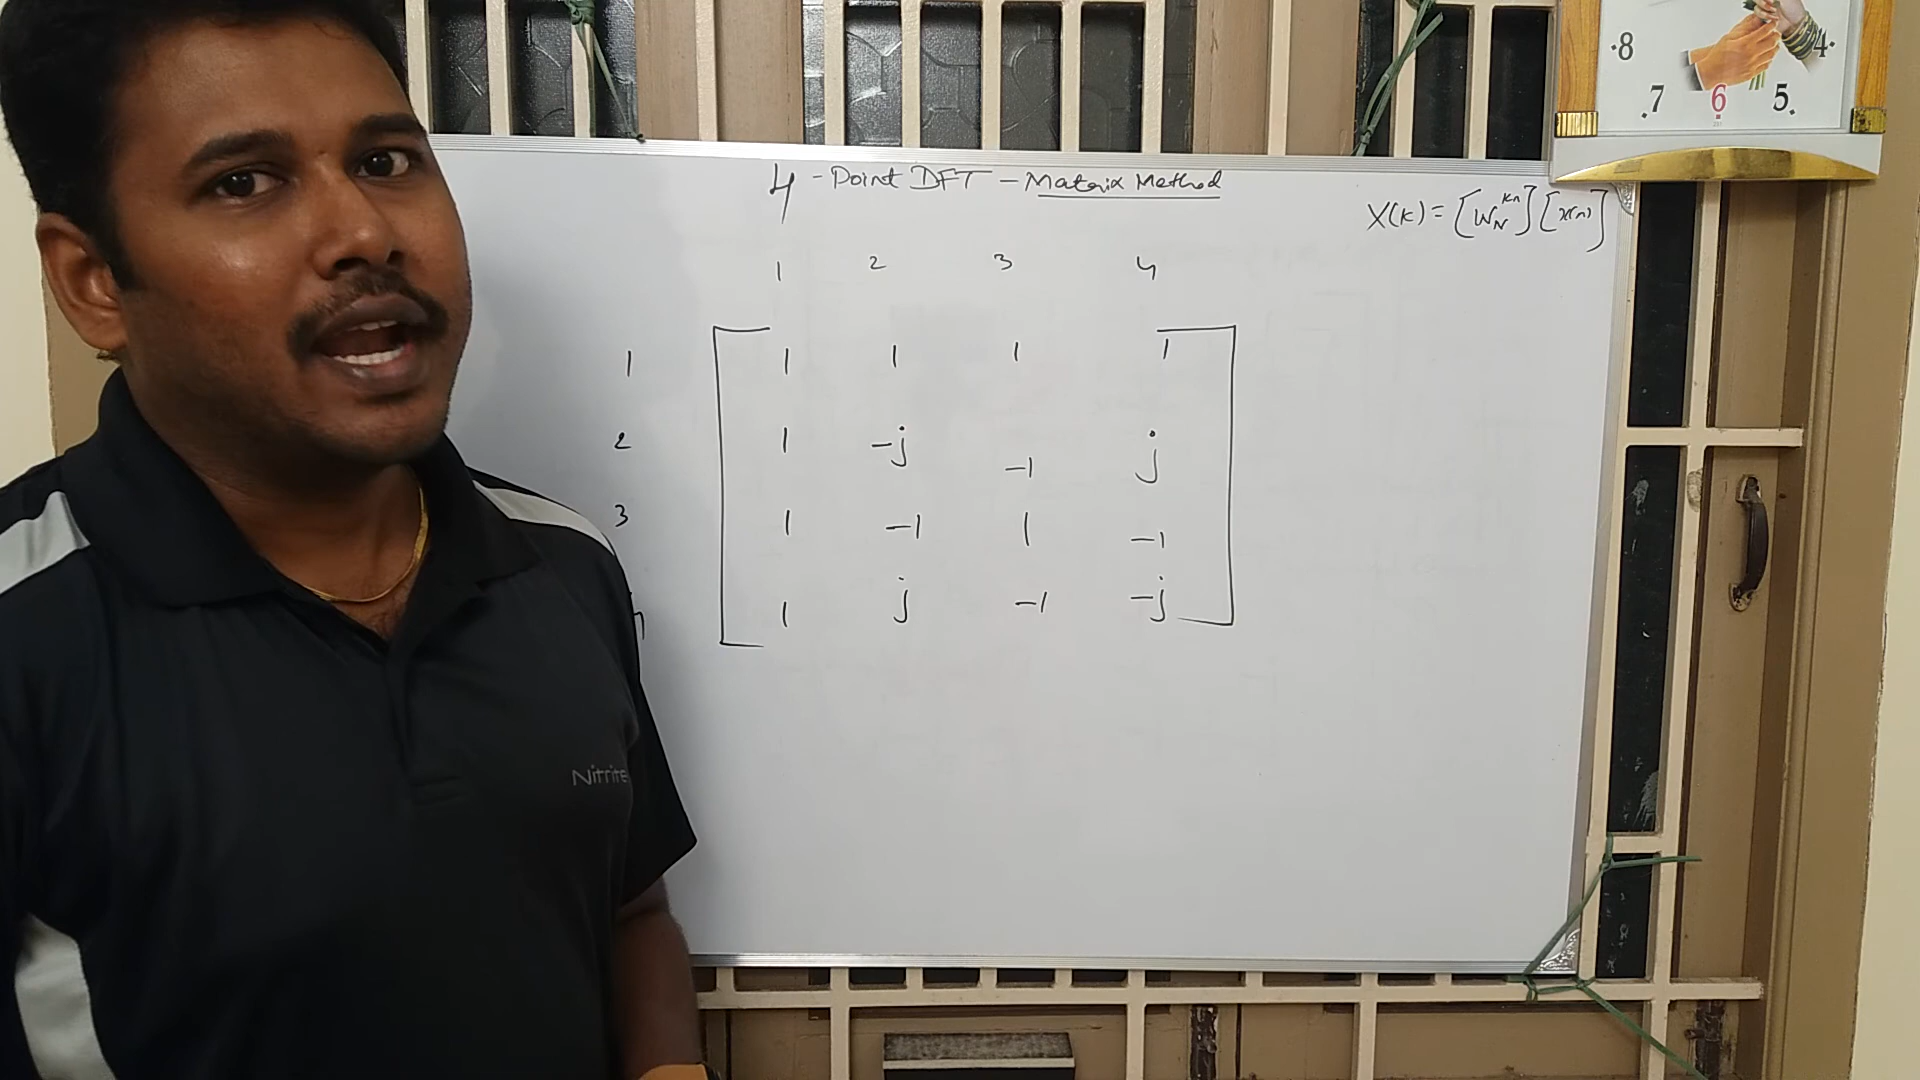 8 4
7 6 5
4 - Point DFT - Matrix Method
X(k) = [W_N^kn] [x(n)]
1 2 3 4
1 1 1 1 1
2 1 -j -1 j
3 1 -1 1 -1
4 1 j -1 -j
Nitrite